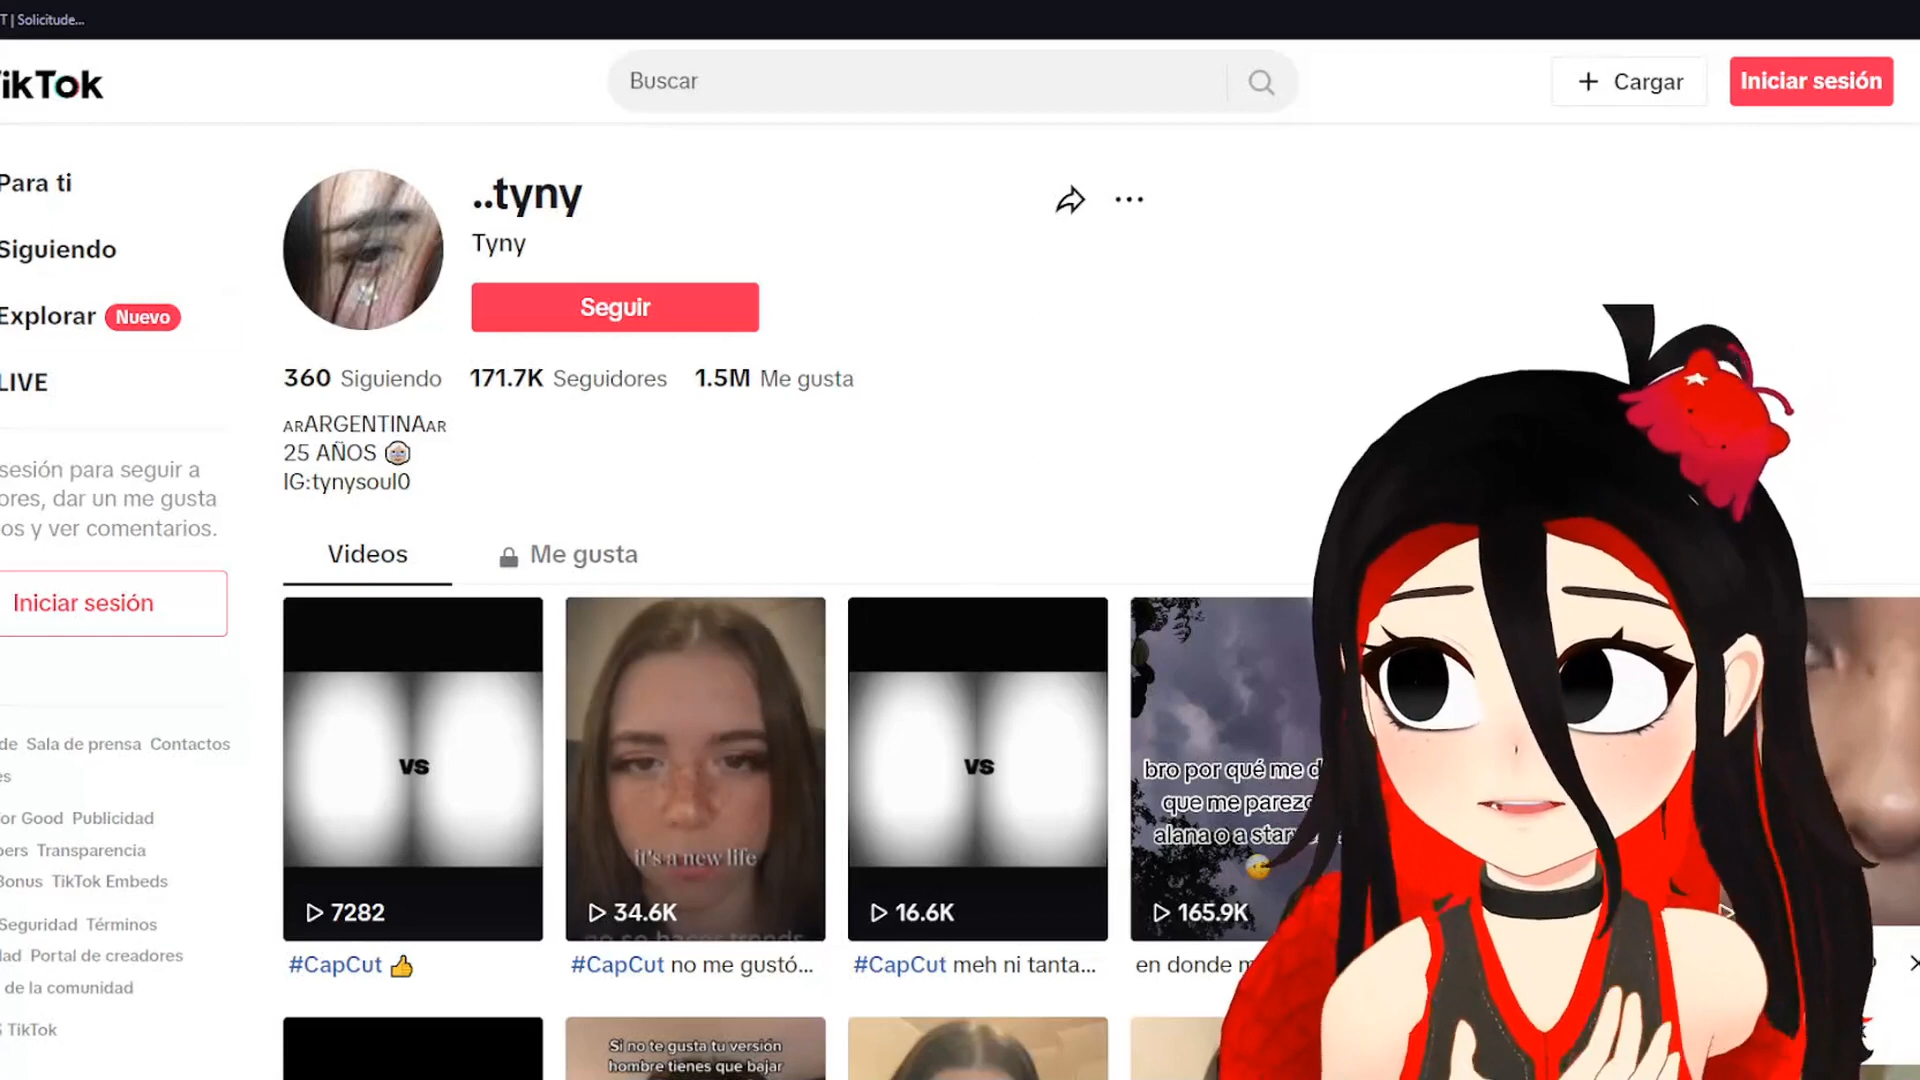 T | Solicitude...
ikTok
Buscar
+ Cargar
Iniciar sesión
Para ti
Siguiendo
Explorar Nuevo
LIVE
sesión para seguir a
ores, dar un me gusta
os y ver comentarios.
Iniciar sesión
de Sala de prensa Contactos
es
or Good Publicidad
pers Transparencia
Bonus TikTok Embeds
Seguridad Términos
dad Portal de creadores
de la comunidad
TikTok
..tyny
Tyny
Seguir
360 Siguiendo 171.7K Seguidores 1.5M Me gusta
ARARGENTINAAR
25 AÑOS 👵🏻
IG:tynysoul0
Videos
Me gusta
vs
7282
#CapCut 👍
it's a new life
no se hacer trends
34.6K
#CapCut no me gustó...
vs
16.6K
#CapCut meh ni tanta...
bro por qué me d
que me parezc
alana o a star
165.9K
en donde m
Si no te gusta tu versión
hombre tienes que bajar